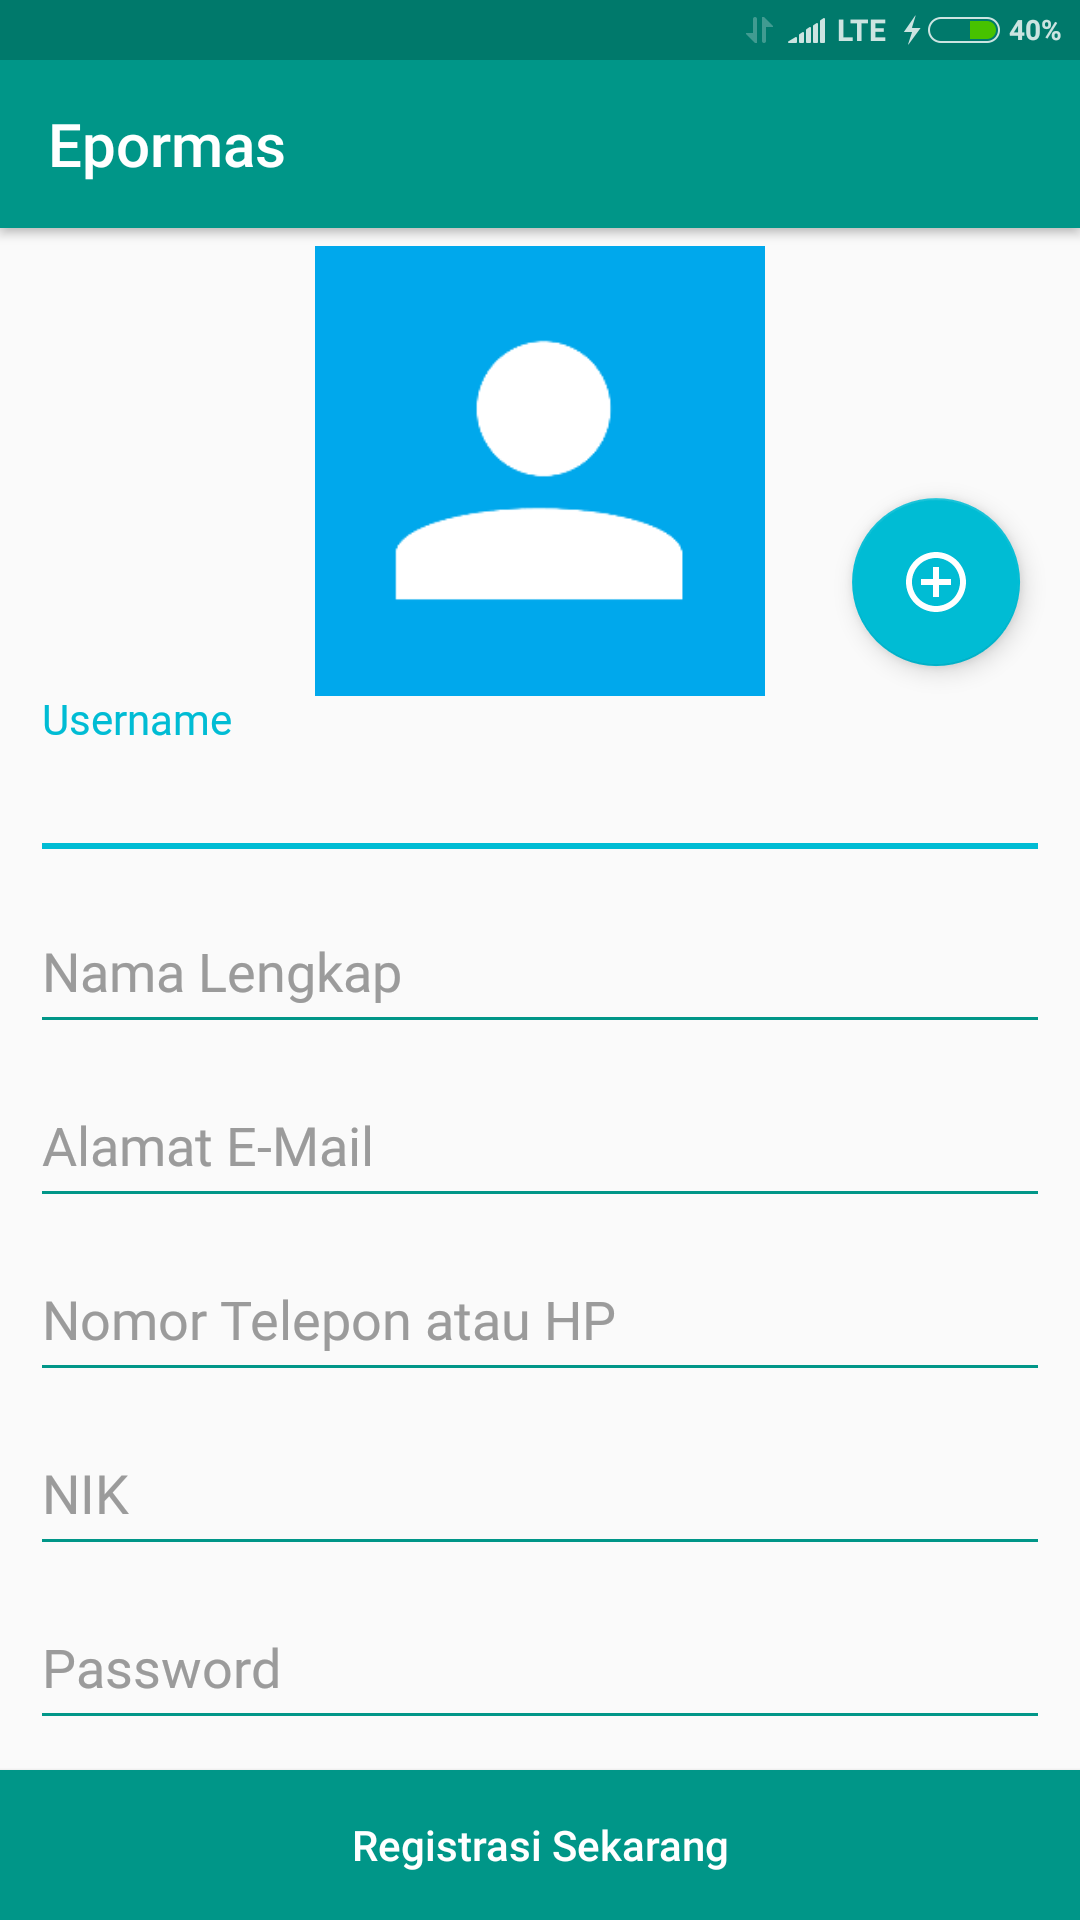 LTE 40%
Epormas
Username
Nama Lengkap
Alamat E-Mail
Nomor Telepon atau HP
NIK
Password
Registrasi Sekarang